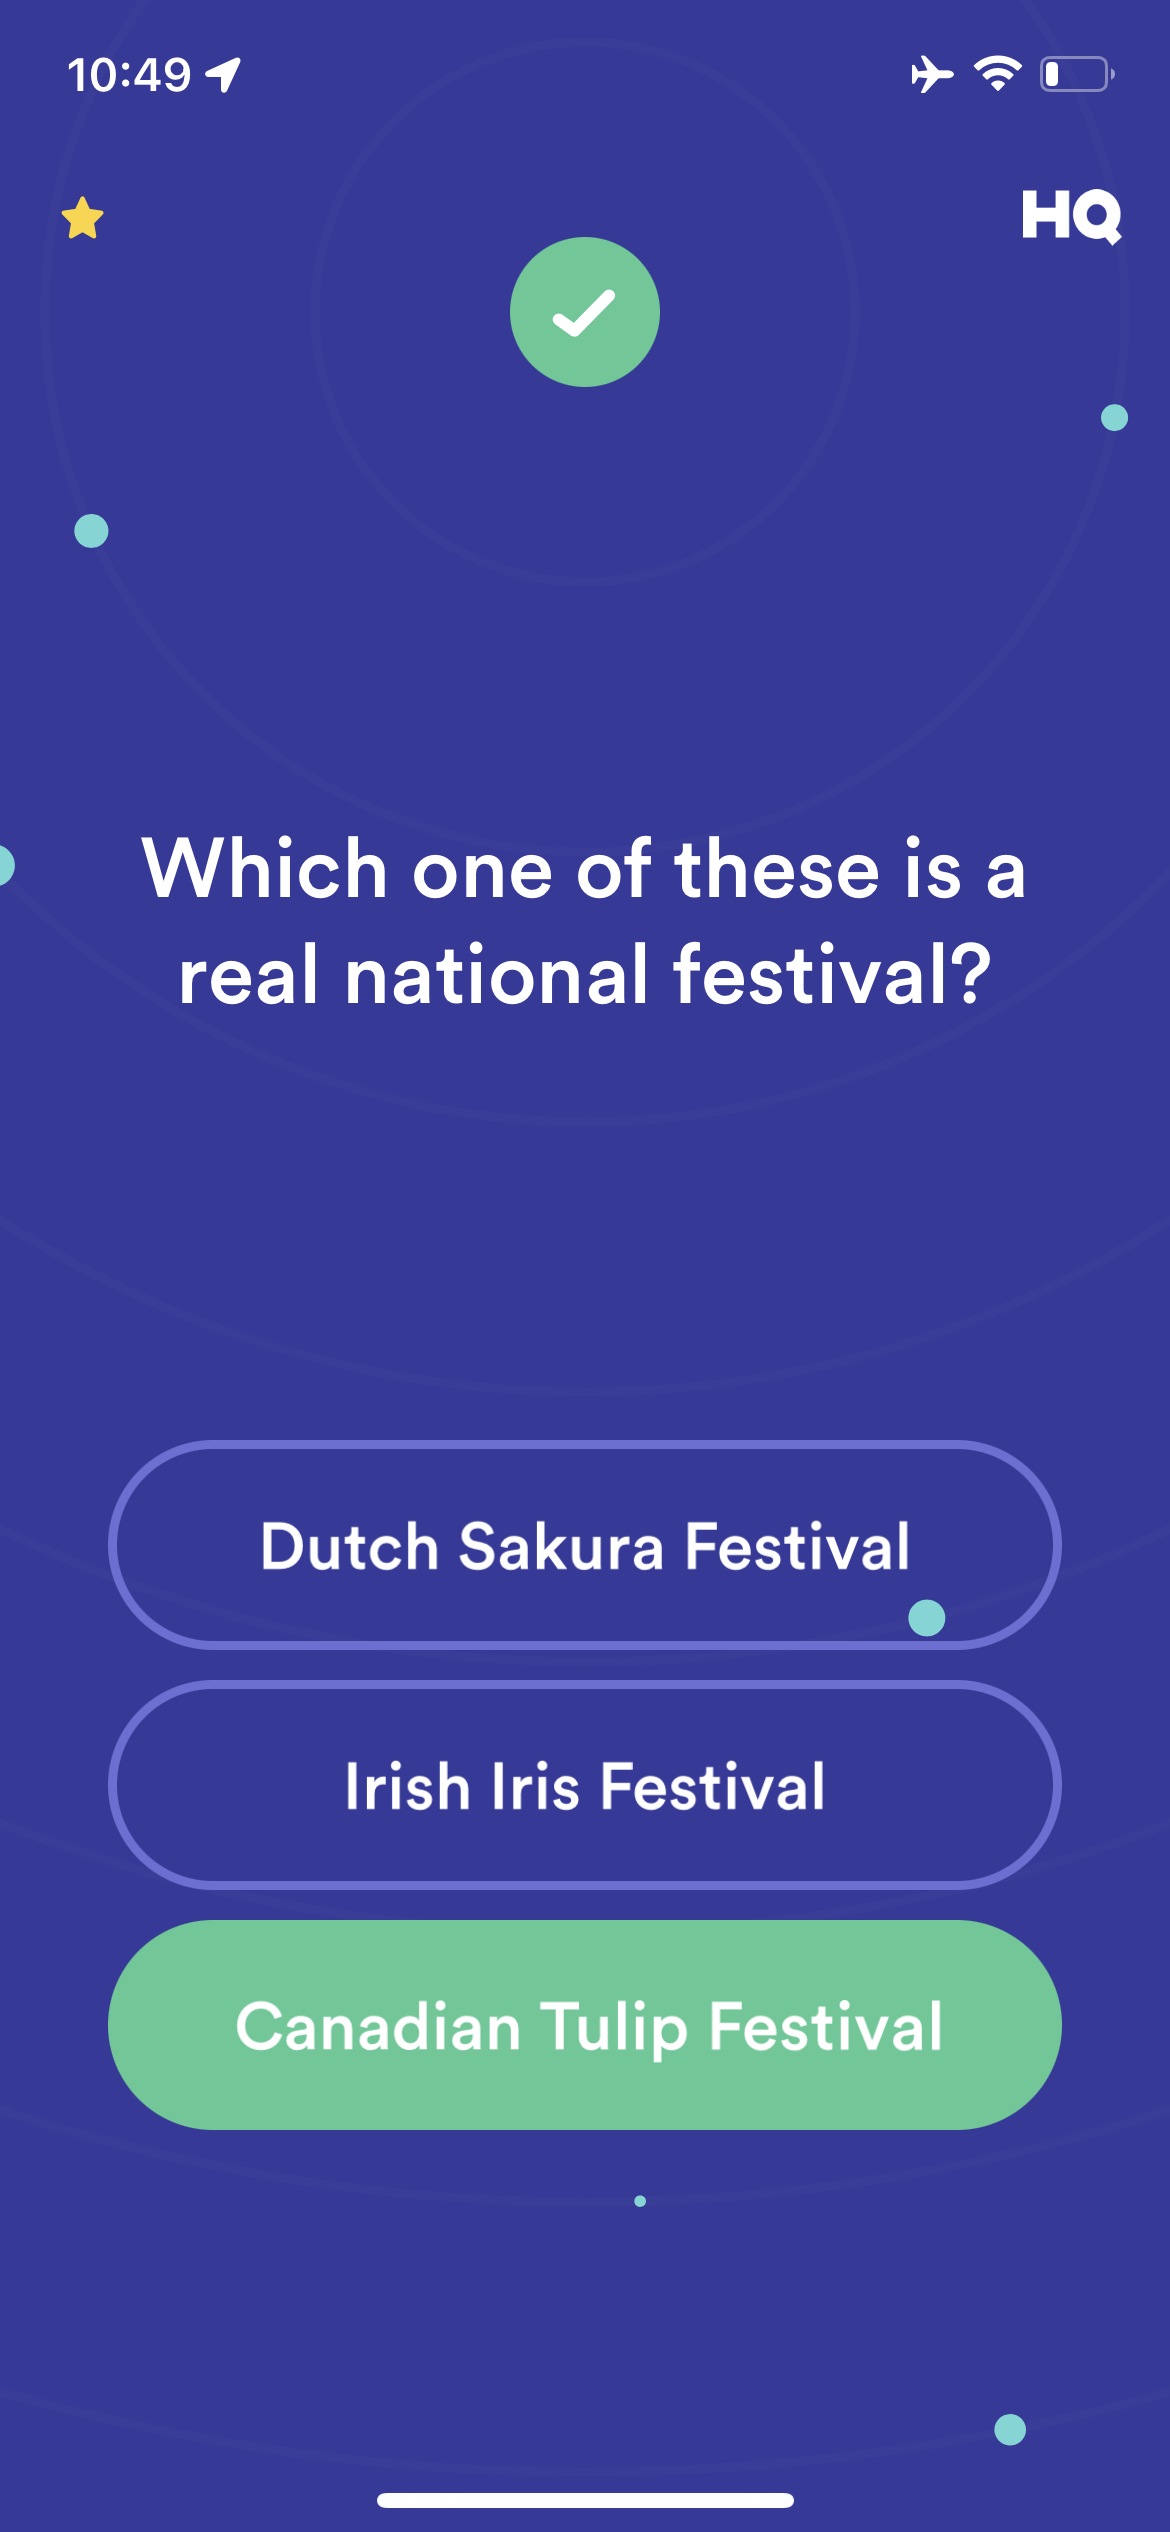 10:49
HQ
Which one of these is a
real national festival?
Dutch Sakura Festival
Irish Iris Festival
Canadian Tulip Festival